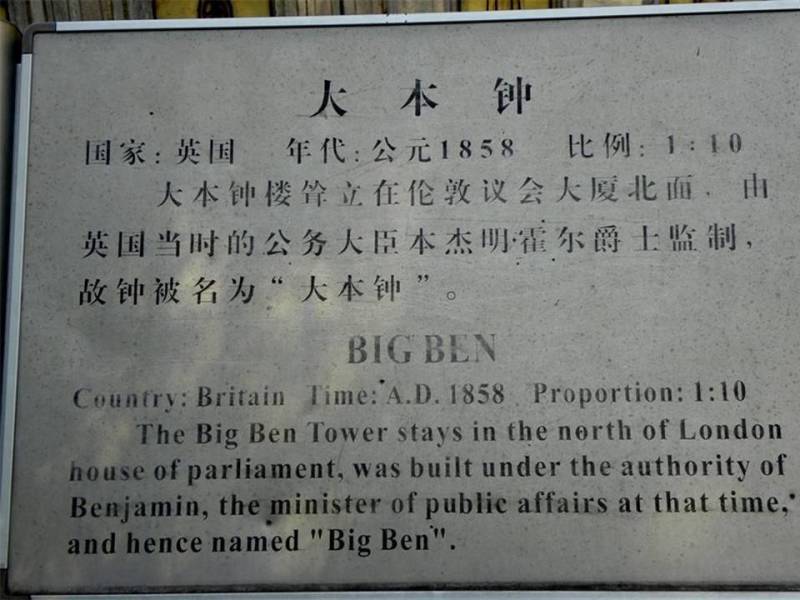 大本钟
国家：英国 年代：公元1858 比例：1:10
大本钟楼耸立在伦敦议会大厦北面，由
英国当时的公务大臣本杰明·霍尔爵士监制，
故钟被名为“大本钟”。
BIG BEN
Country: Britain Time: A.D. 1858 Proportion: 1:10
The Big Ben Tower stays in the north of London
house of parliament, was built under the authority of
Benjamin, the minister of public affairs at that time,
and hence named "Big Ben".